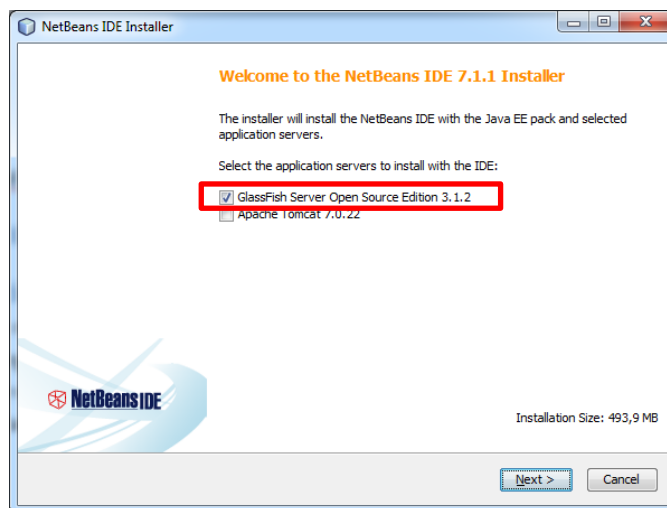 NetBeans IDE Installer
Welcome to the NetBeans IDE 7.1.1 Installer
The installer will install the NetBeans IDE with the Java EE pack and selected
application servers.
Select the application servers to install with the IDE:
GlassFish Server Open Source Edition 3.1.2
Apache Tomcat 7.0.22
NetBeans IDE
Installation Size: 493,9 MB
Next >
Cancel